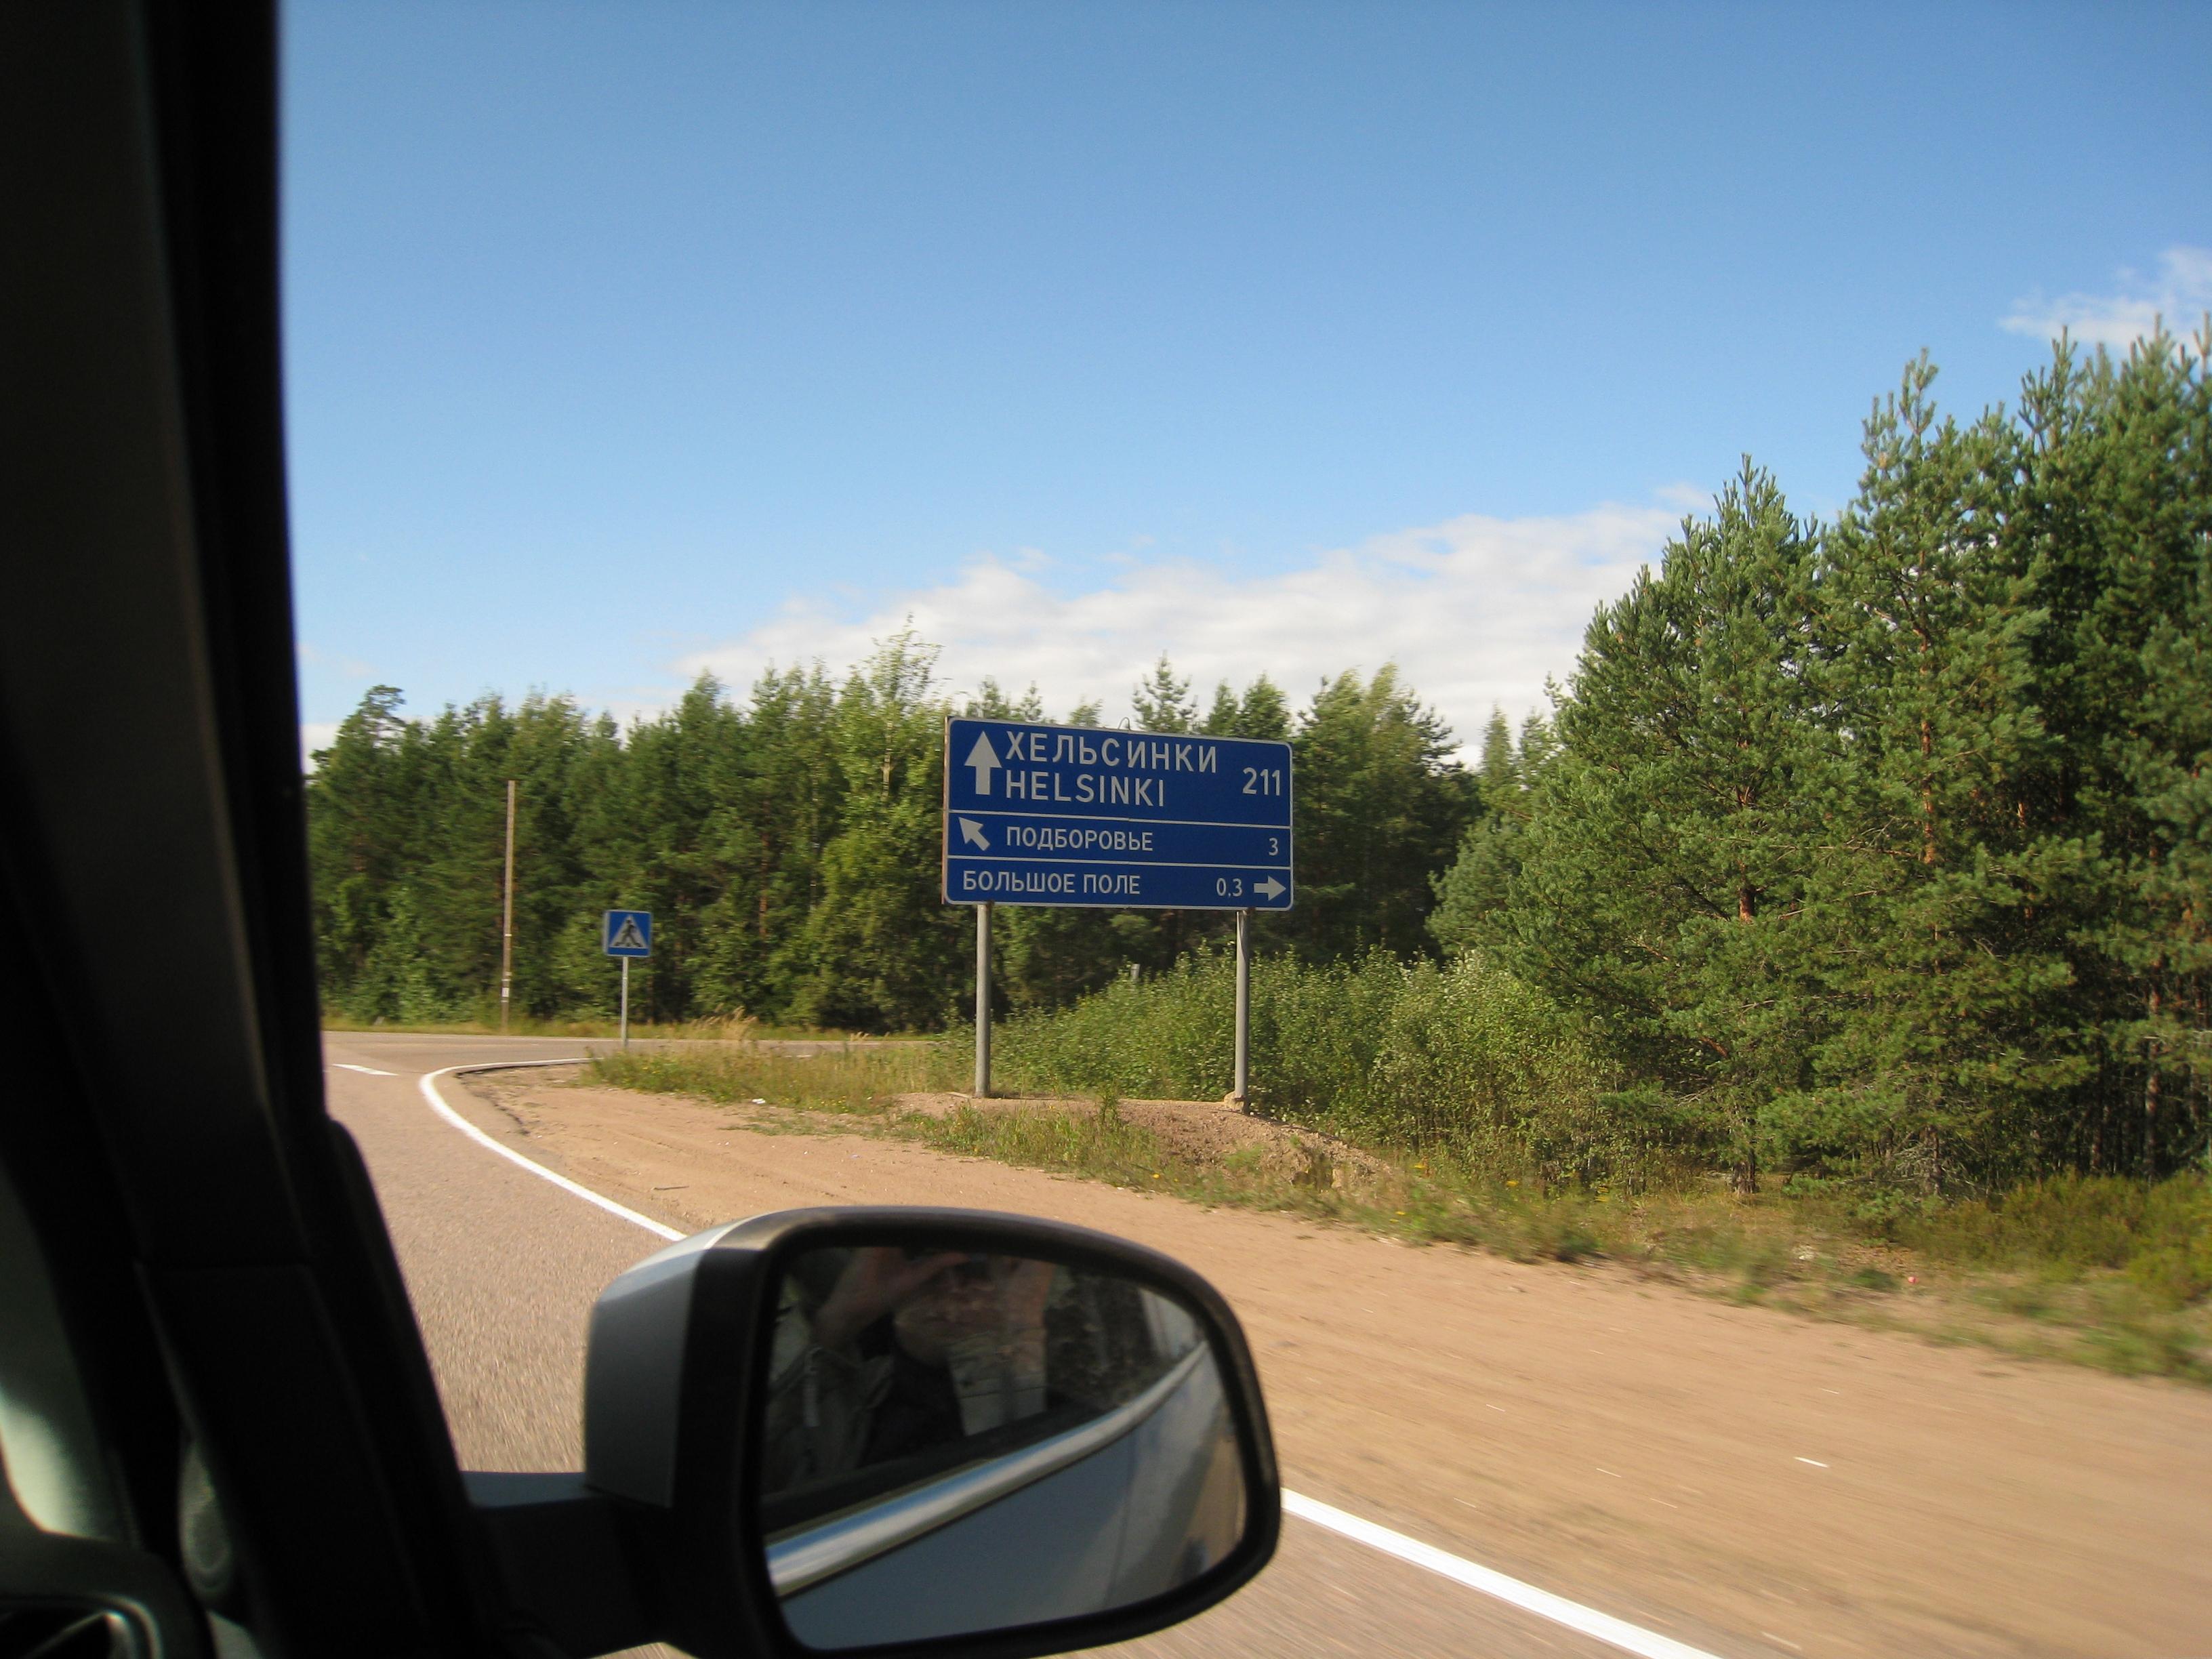 ХЕЛЬСИНКИ
HELSINKI 211
ПОДБОРОВЬЕ 3
БОЛЬШОЕ ПОЛЕ 0,3